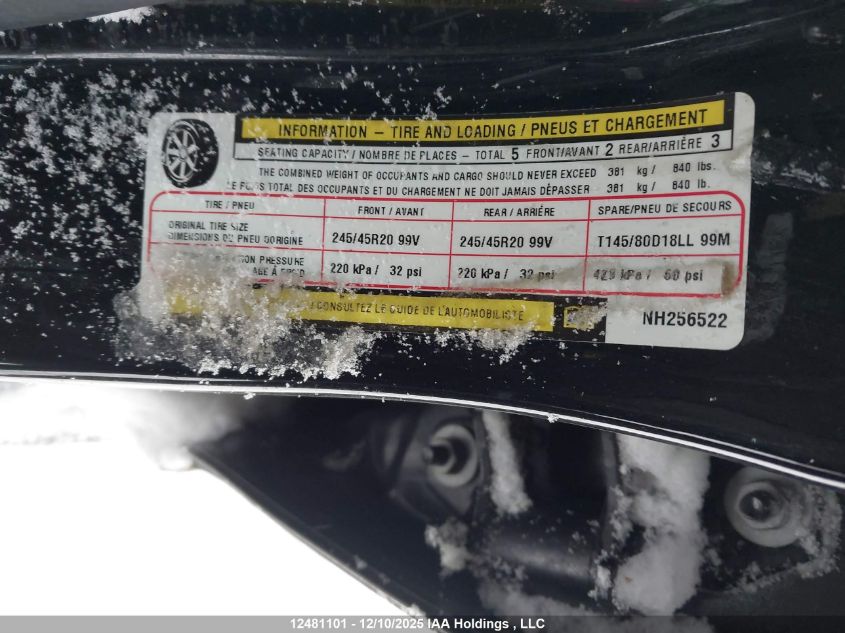 INFORMATION – TIRE AND LOADING / PNEUS ET CHARGEMENT
SEATING CAPACITY / NOMBRE DE PLACES – TOTAL 5 FRONT/AVANT 2 REAR/ARRIÈRE 3
THE COMBINED WEIGHT OF OCCUPANTS AND CARGO SHOULD NEVER EXCEED 381 kg / 840 lbs.
LE POIDS TOTAL DES OCCUPANTS ET DU CHARGEMENT NE DOIT JAMAIS DÉPASSER 381 kg / 840 lb.
TIRE / PNEU FRONT / AVANT REAR / ARRIÈRE SPARE/PNEU DE SECOURS
ORIGINAL TIRE SIZE
DIMENSIONS DU PNEU D'ORIGINE 245/45R20 99V 245/45R20 99V T145/80D18LL 99M
PRESSURE
À FROID 220 kPa / 32 psi 220 kPa / 32 psi 420 kPa / 60 psi
/ CONSULTEZ LE GUIDE DE L'AUTOMOBILISTE
NH256522
12481101 - 12/10/2025 IAA Holdings , LLC